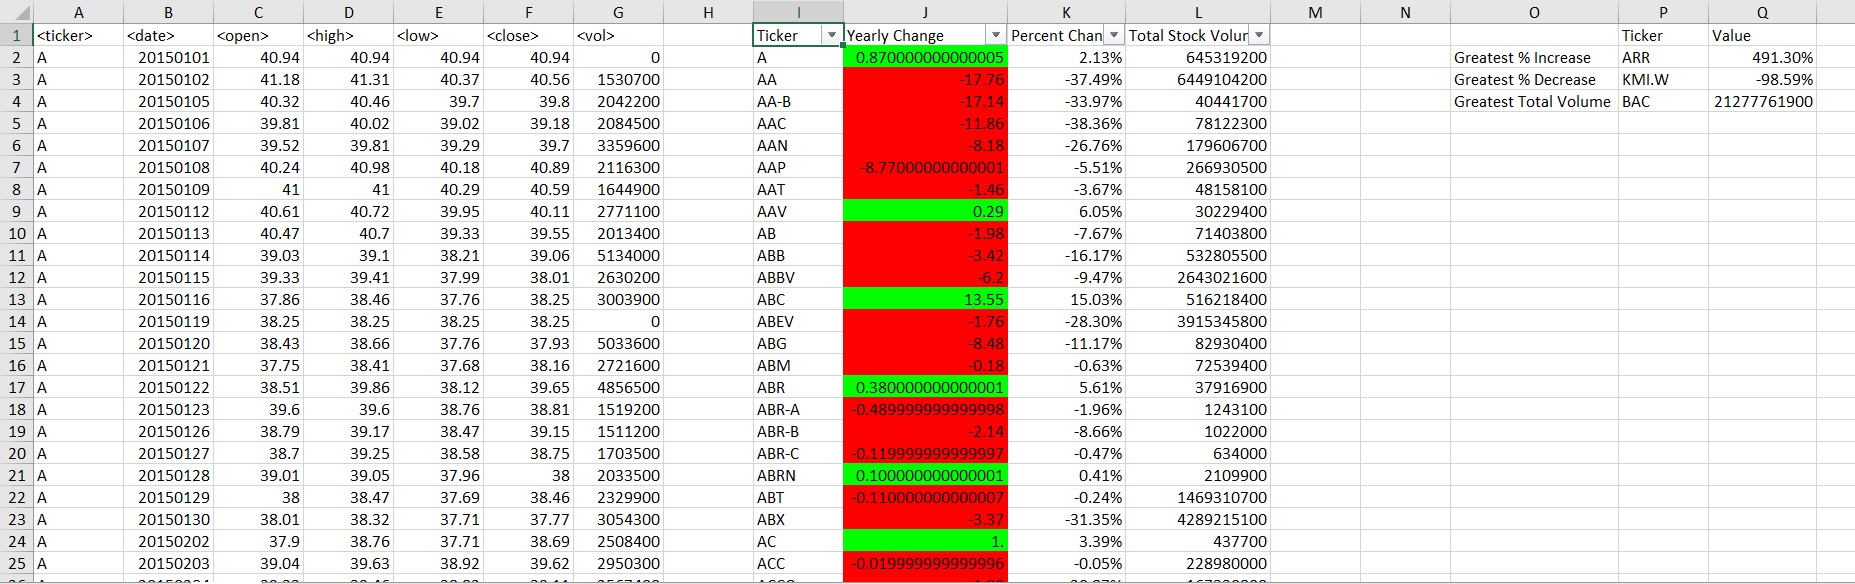 A B C D E F G H I J K L M N O P Q
1 <ticker> <date> <open> <high> <low> <close> <vol> Ticker Yearly Change Percent Chan Total Stock Volur Ticker Value
2 A 20150101 40.94 40.94 40.94 40.94 0 A 0.870000000000005 2.13% 645319200 Greatest % Increase ARR 491.30%
3 A 20150102 41.18 41.31 40.37 40.56 1530700 AA -17.76 -37.49% 6449104200 Greatest % Decrease KMI.W -98.59%
4 A 20150105 40.32 40.46 39.7 39.8 2042200 AA-B -17.14 -33.97% 40441700 Greatest Total Volume BAC 21277761900
5 A 20150106 39.81 40.02 39.02 39.18 2084500 AAC -11.86 -38.36% 78122300
6 A 20150107 39.52 39.81 39.29 39.7 3359600 AAN -8.18 -26.76% 179606700
7 A 20150108 40.24 40.98 40.18 40.89 2116300 AAP -8.77000000000001 -5.51% 266930500
8 A 20150109 41 41 40.29 40.59 1644900 AAT -1.46 -3.67% 48158100
9 A 20150112 40.61 40.72 39.95 40.11 2771100 AAV 0.29 6.05% 30229400
10 A 20150113 40.47 40.7 39.33 39.55 2013400 AB -1.98 -7.67% 71403800
11 A 20150114 39.03 39.1 38.21 39.06 5134000 ABB -3.42 -16.17% 532805500
12 A 20150115 39.33 39.41 37.99 38.01 2630200 ABBV -6.2 -9.47% 2643021600
13 A 20150116 37.86 38.46 37.76 38.25 3003900 ABC 13.55 15.03% 516218400
14 A 20150119 38.25 38.25 38.25 38.25 0 ABEV -1.76 -28.30% 3915345800
15 A 20150120 38.43 38.66 37.76 37.93 5033600 ABG -8.48 -11.17% 82930400
16 A 20150121 37.75 38.41 37.68 38.16 2721600 ABM -0.18 -0.63% 72539400
17 A 20150122 38.51 39.86 38.12 39.65 4856500 ABR 0.380000000000001 5.61% 37916900
18 A 20150123 39.6 39.6 38.76 38.81 1519200 ABR-A -0.489999999999998 -1.96% 1243100
19 A 20150126 38.79 39.17 38.47 39.15 1511200 ABR-B -2.14 -8.66% 1022000
20 A 20150127 38.7 39.25 38.58 38.75 1703500 ABR-C -0.119999999999997 -0.47% 634000
21 A 20150128 39.01 39.05 37.96 38 2033500 ABRN 0.100000000000001 0.41% 2109900
22 A 20150129 38 38.47 37.69 38.46 2329900 ABT -0.110000000000007 -0.24% 1469310700
23 A 20150130 38.01 38.32 37.71 37.77 3054300 ABX -3.37 -31.35% 4289215100
24 A 20150202 37.9 38.76 37.71 38.69 2508400 AC 1. 3.39% 437700
25 A 20150203 39.04 39.63 38.92 39.62 2950300 ACC -0.019999999999996 -0.05% 228980000